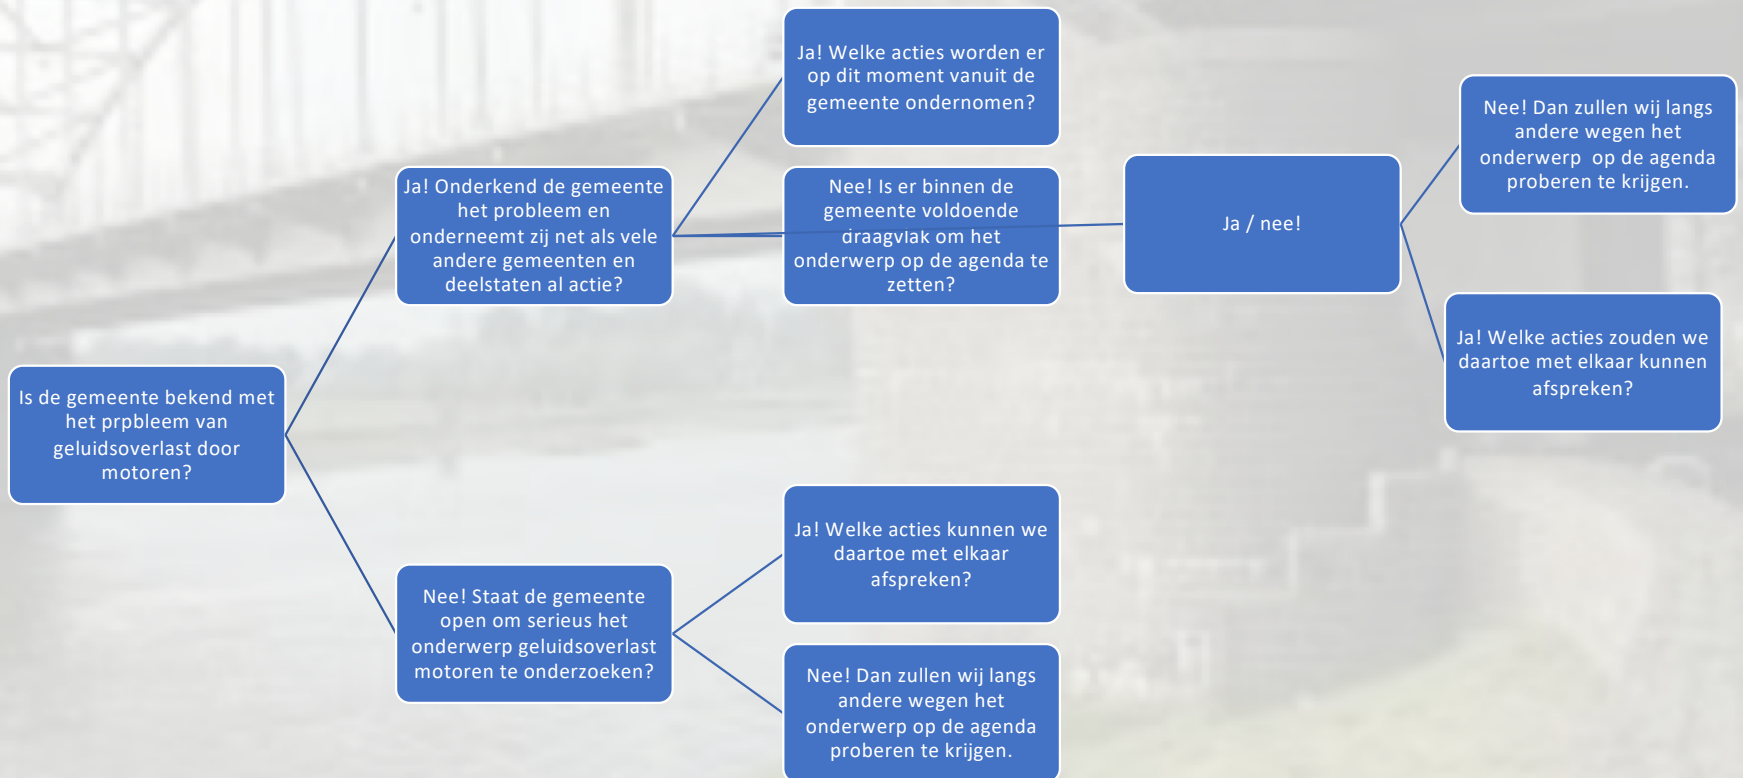 Is de gemeente bekend met
het prpbleem van
geluidsoverlast door
motoren?
Ja! Onderkend de gemeente
het probleem en
onderneemt zij net als vele
andere gemeenten en
deelstaten al actie?
Ja! Welke acties worden er
op dit moment vanuit de
gemeente ondernomen?
Nee! Is er binnen de
gemeente voldoende
draagvlak om het
onderwerp op de agenda te
zetten?
Ja / nee!
Nee! Dan zullen wij langs
andere wegen het
onderwerp op de agenda
proberen te krijgen.
Ja! Welke acties zouden we
daartoe met elkaar kunnen
afspreken?
Nee! Staat de gemeente
open om serieus het
onderwerp geluidsoverlast
motoren te onderzoeken?
Ja! Welke acties kunnen we
daartoe met elkaar
afspreken?
Nee! Dan zullen wij langs
andere wegen het
onderwerp op de agenda
proberen te krijgen.